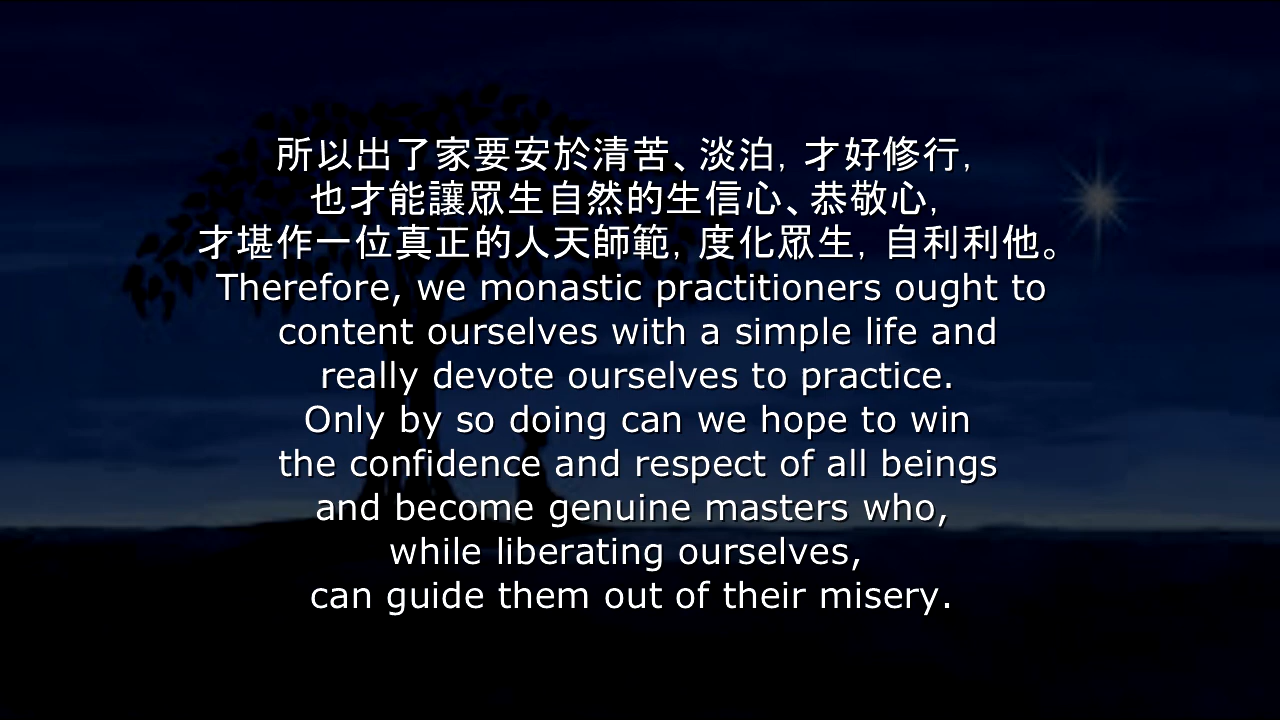 所以出了家要安於清苦、淡泊, 才好修行,
也才能讓眾生自然的生信心、恭敬心,
才堪作一位真正的人天師範, 度化眾生, 自利利他。
Therefore, we monastic practitioners ought to
content ourselves with a simple life and
really devote ourselves to practice.
Only by so doing can we hope to win
the confidence and respect of all beings
and become genuine masters who,
while liberating ourselves,
can guide them out of their misery.